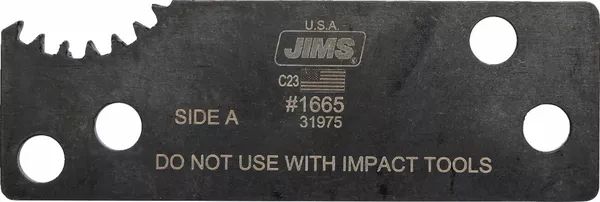 U.S.A.
JIMS
C23
#1665
31975
SIDE A
DO NOT USE WITH IMPACT TOOLS